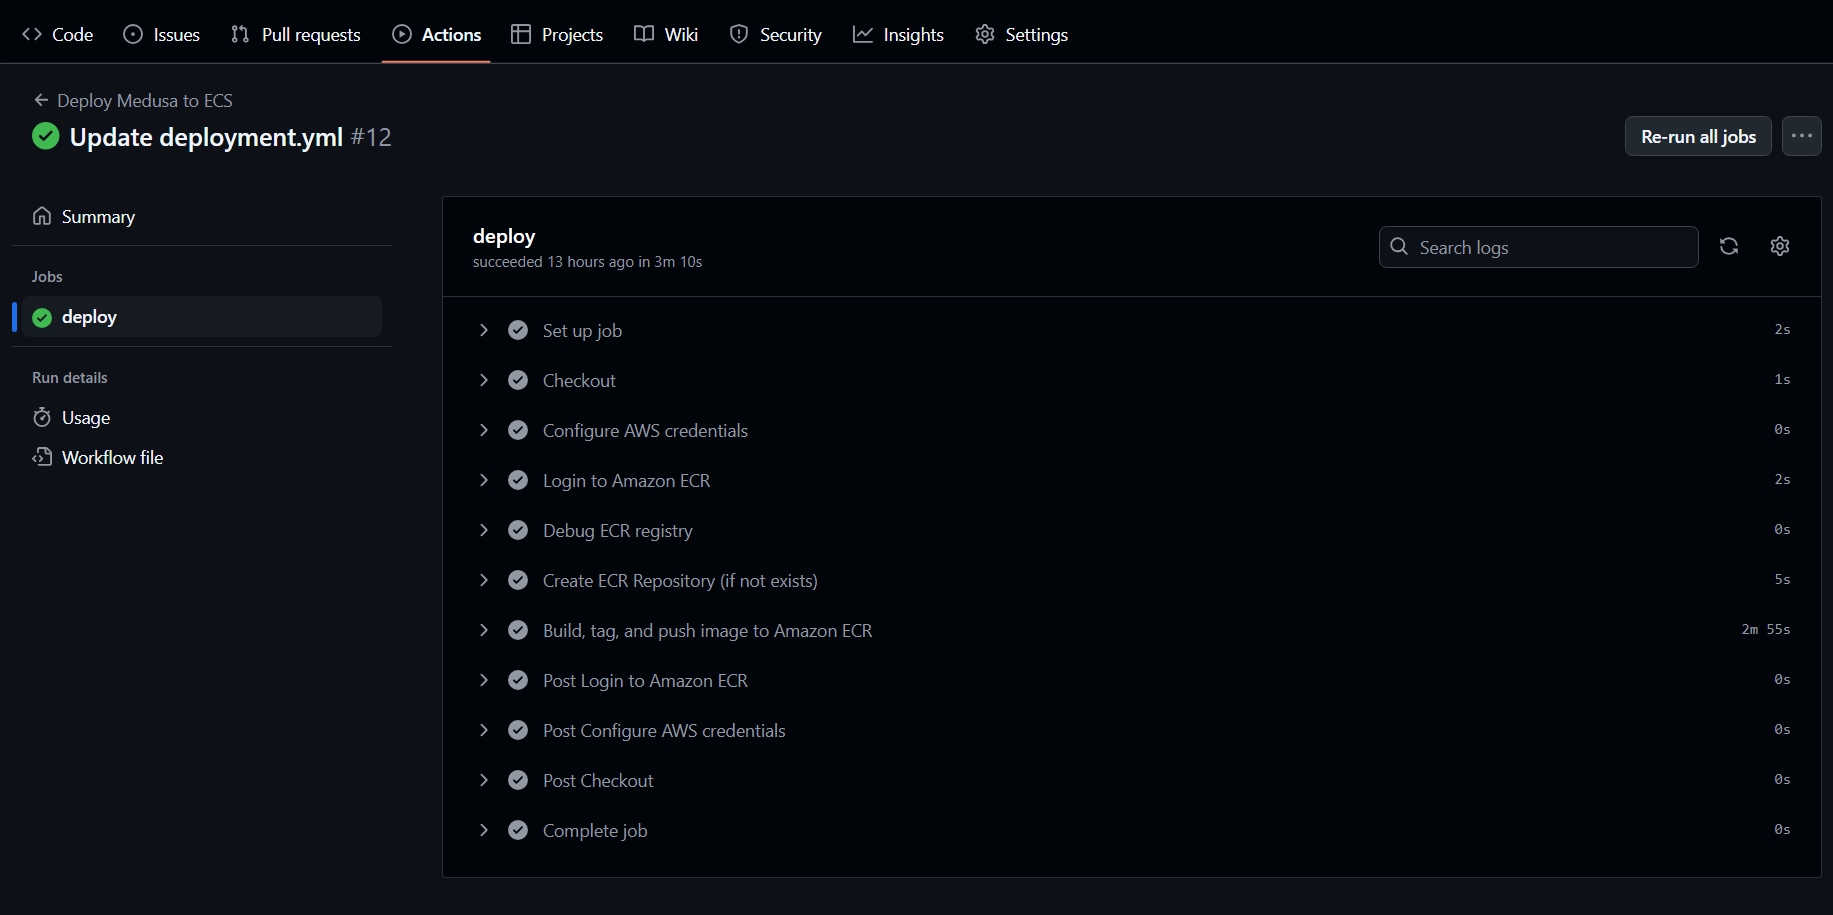 Code Issues Pull requests Actions Projects Wiki Security Insights Settings
Deploy Medusa to ECS
Update deployment.yml #12
Re-run all jobs
Summary
Jobs
deploy
Run details
Usage
Workflow file
deploy
succeeded 13 hours ago in 3m 10s
Search logs
Set up job 2s
Checkout 1s
Configure AWS credentials 0s
Login to Amazon ECR 2s
Debug ECR registry 0s
Create ECR Repository (if not exists) 5s
Build, tag, and push image to Amazon ECR 2m 55s
Post Login to Amazon ECR 0s
Post Configure AWS credentials 0s
Post Checkout 0s
Complete job 0s